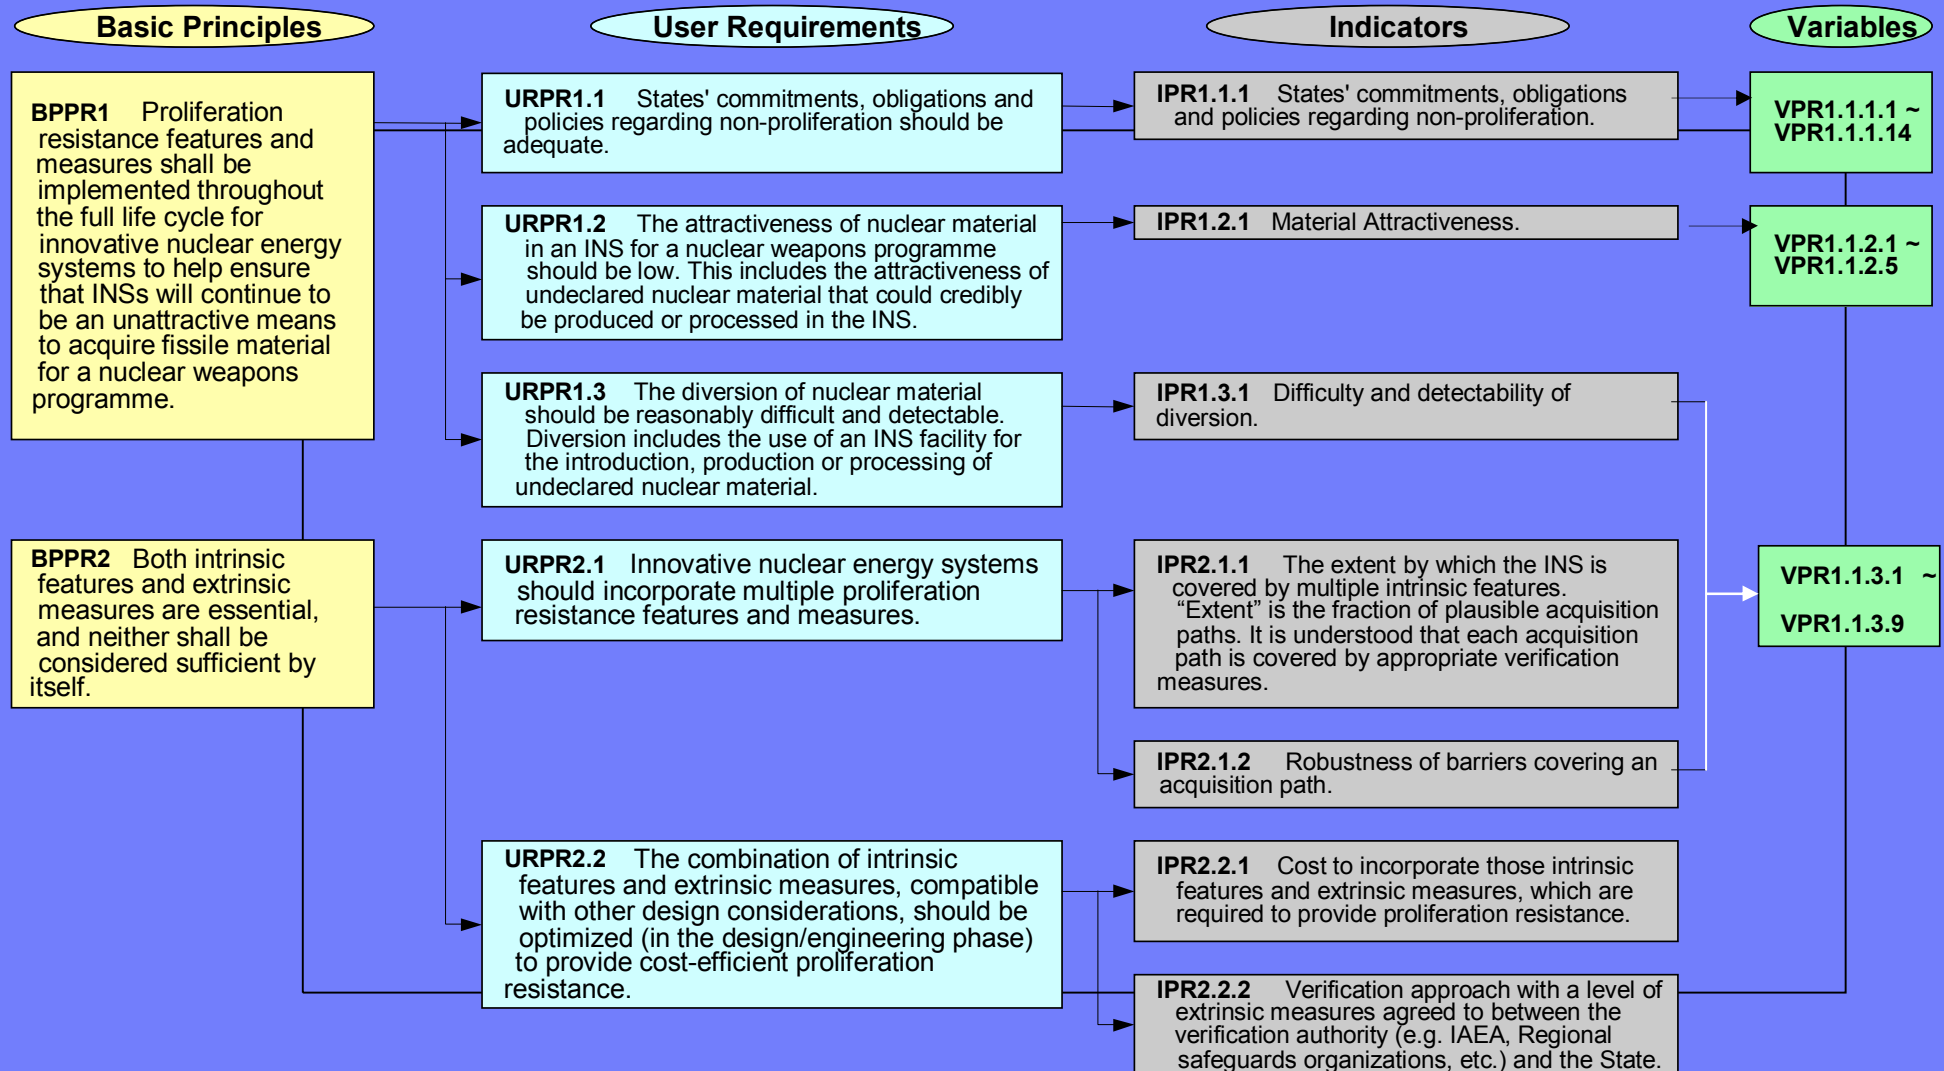 Basic Principles
User Requirements
Indicators
Variables
BPPR1 Proliferation
resistance features and
measures shall be
implemented throughout
the full life cycle for
innovative nuclear energy
systems to help ensure
that INSs will continue to
be an unattractive means
to acquire fissile material
for a nuclear weapons
programme.
URPR1.1 States' commitments, obligations and
policies regarding non-proliferation should be
adequate.
IPR1.1.1 States' commitments, obligations
and policies regarding non-proliferation.
VPR1.1.1.1 ~
VPR1.1.1.14
URPR1.2 The attractiveness of nuclear material
in an INS for a nuclear weapons programme
should be low. This includes the attractiveness of
undeclared nuclear material that could credibly
be produced or processed in the INS.
IPR1.2.1 Material Attractiveness.
VPR1.1.2.1 ~
VPR1.1.2.5
URPR1.3 The diversion of nuclear material
should be reasonably difficult and detectable.
Diversion includes the use of an INS facility for
the introduction, production or processing of
undeclared nuclear material.
IPR1.3.1 Difficulty and detectability of
diversion.
BPPR2 Both intrinsic
features and extrinsic
measures are essential,
and neither shall be
considered sufficient by
itself.
URPR2.1 Innovative nuclear energy systems
should incorporate multiple proliferation
resistance features and measures.
IPR2.1.1 The extent by which the INS is
covered by multiple intrinsic features.
“Extent” is the fraction of plausible acquisition
paths. It is understood that each acquisition
path is covered by appropriate verification
measures.
VPR1.1.3.1 ~
VPR1.1.3.9
IPR2.1.2 Robustness of barriers covering an
acquisition path.
URPR2.2 The combination of intrinsic
features and extrinsic measures, compatible
with other design considerations, should be
optimized (in the design/engineering phase)
to provide cost-efficient proliferation
resistance.
IPR2.2.1 Cost to incorporate those intrinsic
features and extrinsic measures, which are
required to provide proliferation resistance.
IPR2.2.2 Verification approach with a level of
extrinsic measures agreed to between the
verification authority (e.g. IAEA, Regional
safeguards organizations, etc.) and the State.